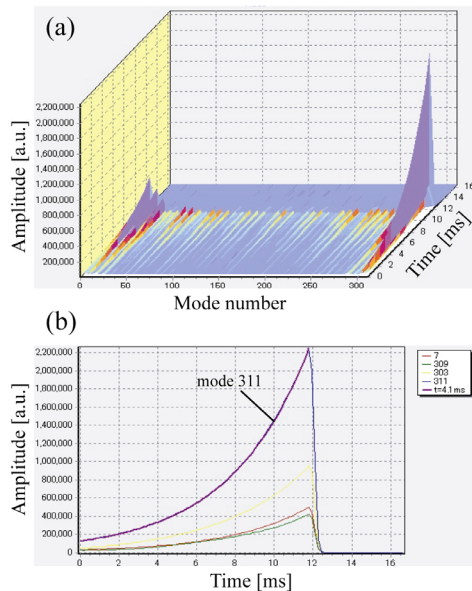 (a)
2,200,000
2,000,000
1,800,000
1,600,000
1,400,000
1,200,000
1,000,000
800,000
600,000
400,000
200,000
Amplitude [a.u.]
0 50 100 150 200 250 300
Mode number
0 2 4 6 8 10 12 14 16
Time [ms]
(b)
2,200,000
2,000,000
1,800,000
1,600,000
1,400,000
1,200,000
1,000,000
800,000
600,000
400,000
200,000
0
Amplitude [a.u.]
mode 311
7
309
303
311
t=4.1 ms
0 2 4 6 8 10 12 14 16
Time [ms]